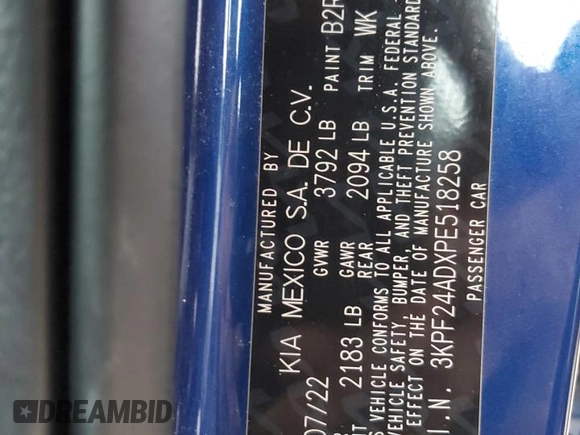 MANUFACTURED BY
07/22 KIA MEXICO S.A. DE C.V.
GVWR 3792 LB PAINT B2R
GAWR
2183 LB REAR 2094 LB TRIM WK
VEHICLE CONFORMS TO ALL APPLICABLE U.S.A. FEDERAL
VEHICLE SAFETY, BUMPER, AND THEFT PREVENTION STANDARD
EFFECT ON THE DATE OF MANUFACTURE SHOWN ABOVE.
V.I.N. 3KPF24ADXPE518258
PASSENGER CAR
DREAMBID